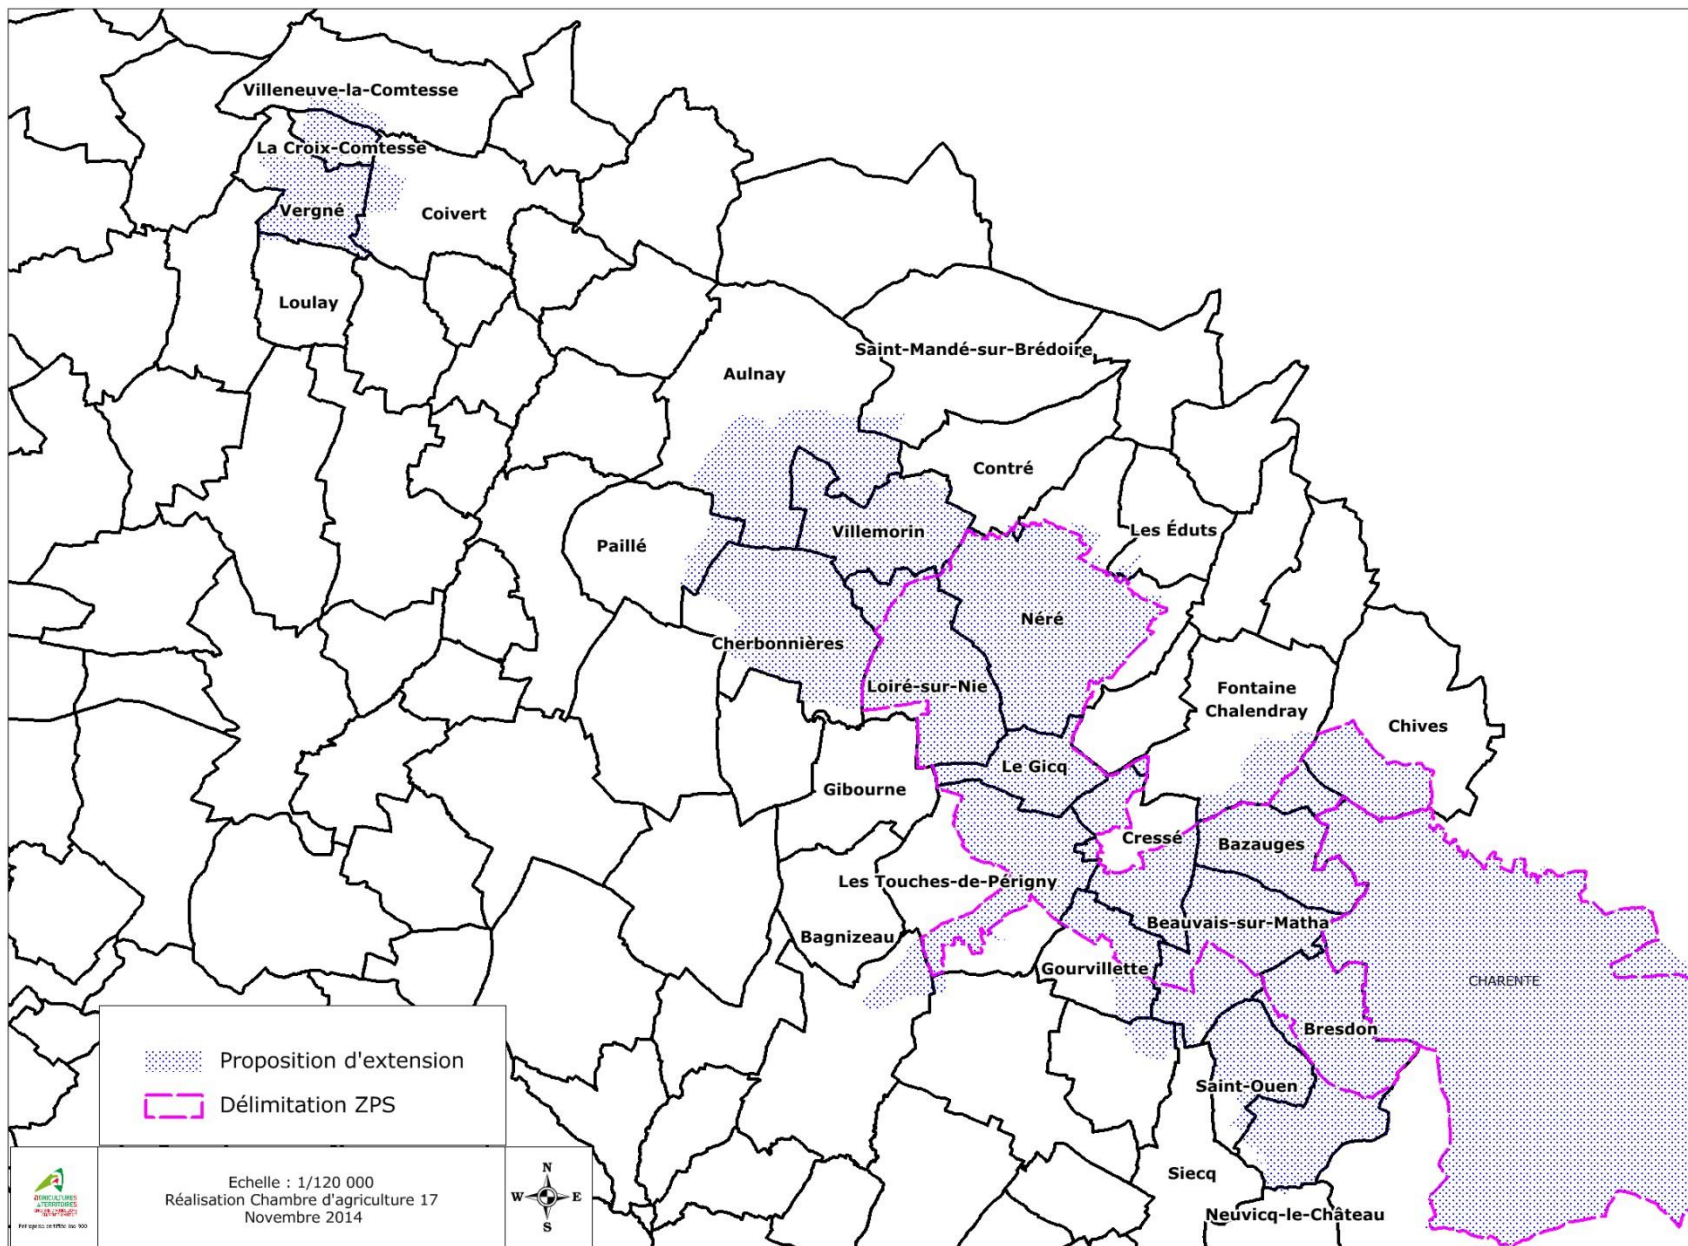 Villeneuve-la-Comtesse
La Croix-Comtesse
Vergné
Coivert
Loulay
Saint-Mandé-sur-Brédoire
Aulnay
Contré
Villemorin
Les Éduts
Paillé
Néré
Cherbonnières
Loiré-sur-Nie
Fontaine
Chalendray
Chives
Le Gicq
Gibourne
Cressé
Bazauges
Les Touches-de-Périgny
Beauvais-sur-Matha
Bagnizeau
Gourvillette
CHARENTE
Bresdon
Saint-Ouen
Siecq
Neuvicq-le-Château
Proposition d'extension
Délimitation ZPS
AGRICULTURES
& TERRITOIRES
Echelle : 1/120 000
Réalisation Chambre d'agriculture 17
Novembre 2014
N
W E
S